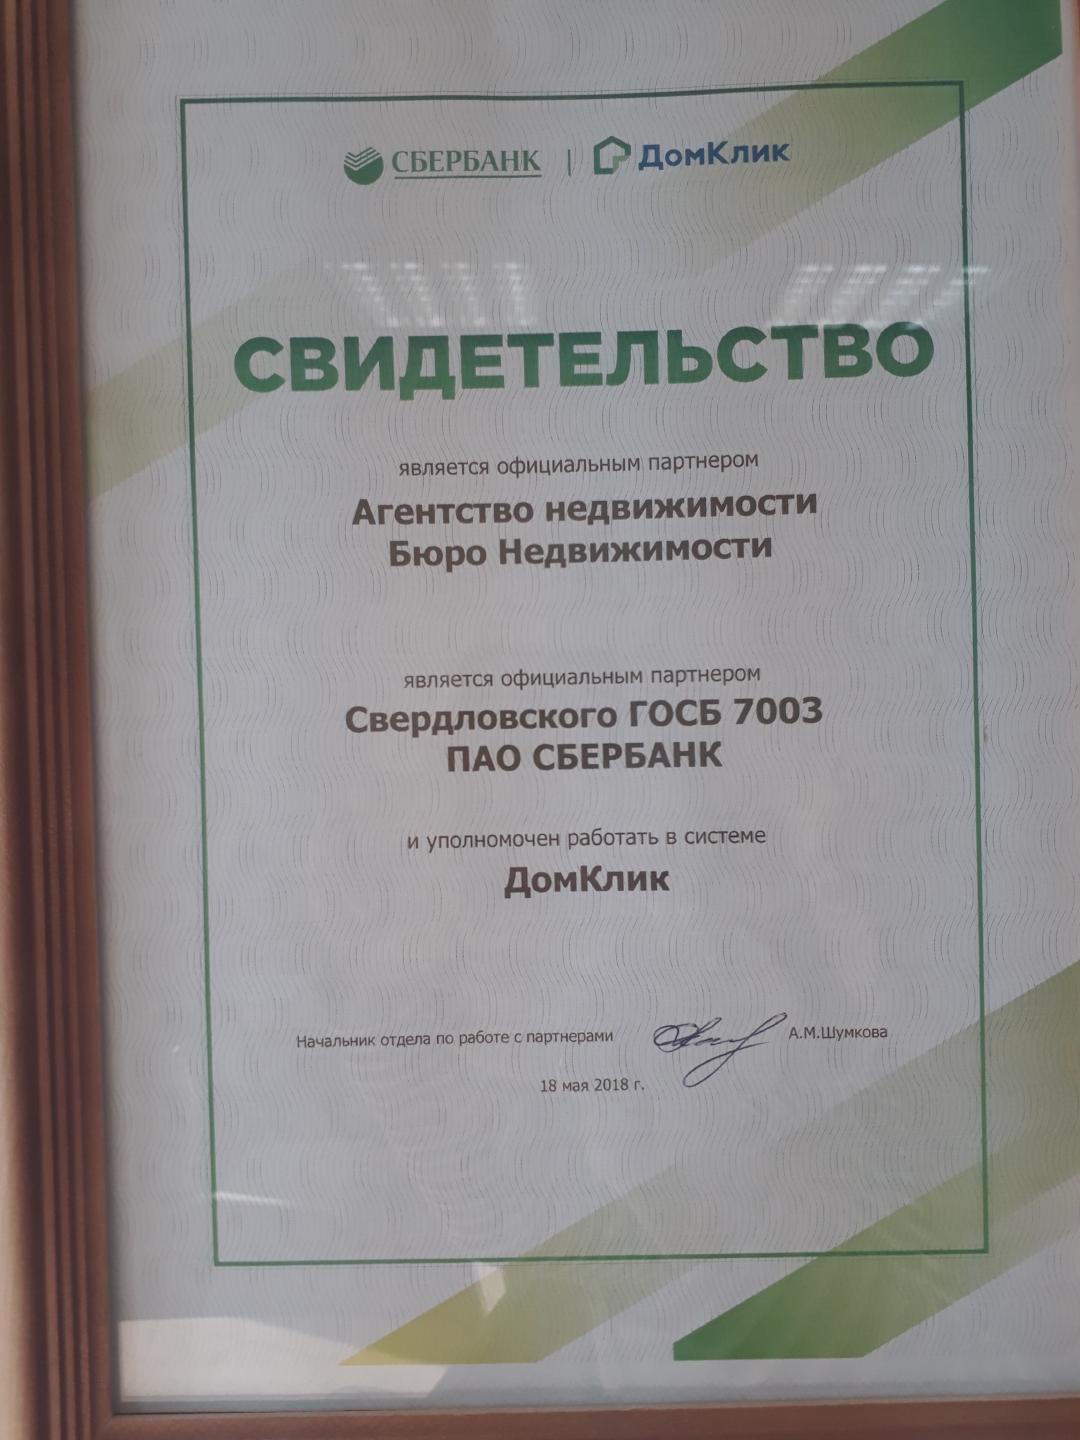 СБЕРБАНК | ДомКлик
СВИДЕТЕЛЬСТВО
является официальным партнером
Агентство недвижимости
Бюро Недвижимости
является официальным партнером
Свердловского ГОСБ 7003
ПАО СБЕРБАНК
и уполномочен работать в системе
ДомКлик
Начальник отдела по работе с партнерами А.М.Шумкова
18 мая 2018 г.